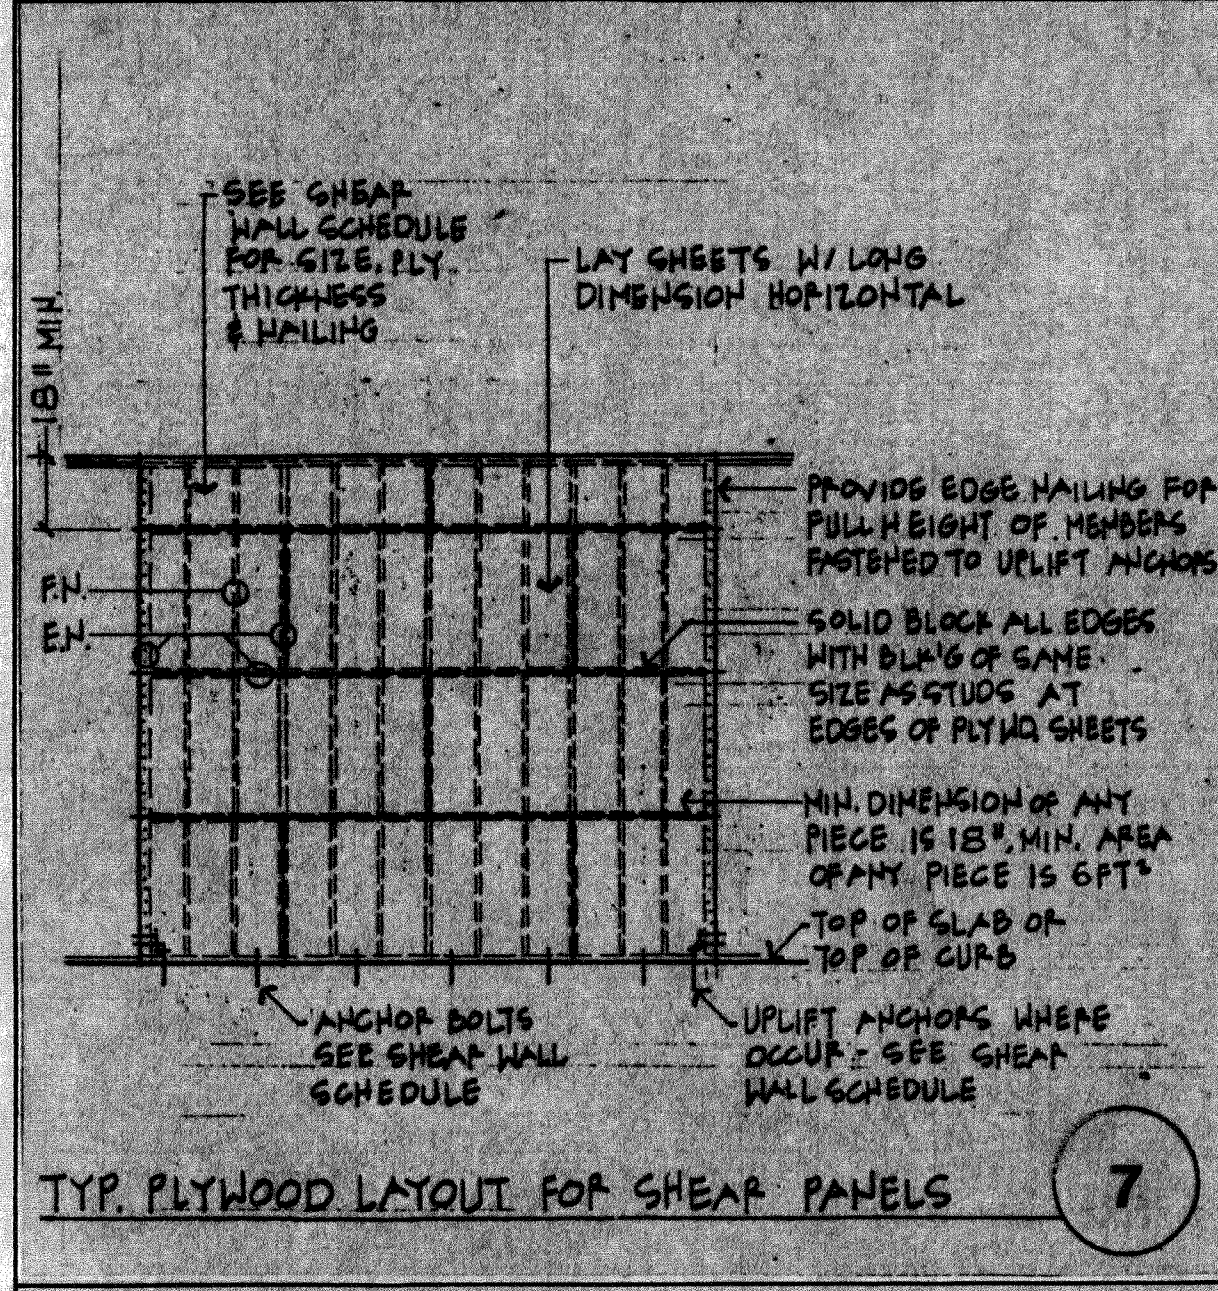 SEE SHEAR
WALL SCHEDULE
FOR SIZE, PLY
THICKNESS
& NAILING
LAY SHEETS W/ LONG
DIMENSION HORIZONTAL
18" MIN.
PROVIDE EDGE NAILING FOR
FULL HEIGHT OF MEMBERS
FASTENED TO UPLIFT ANCHORS
F.N.
E.N.
SOLID BLOCK ALL EDGES
WITH BLK'G OF SAME
SIZE AS STUDS AT
EDGES OF PLYWD. SHEETS
MIN. DIMENSION OF ANY
PIECE IS 18", MIN. AREA
OF ANY PIECE IS 6 FT²
TOP OF SLAB OR
TOP OF CURB
ANCHOR BOLTS
SEE SHEAR WALL
SCHEDULE
UPLIFT ANCHORS WHERE
OCCUR - SEE SHEAR
WALL SCHEDULE
TYP. PLYWOOD LAYOUT FOR SHEAR PANELS
7